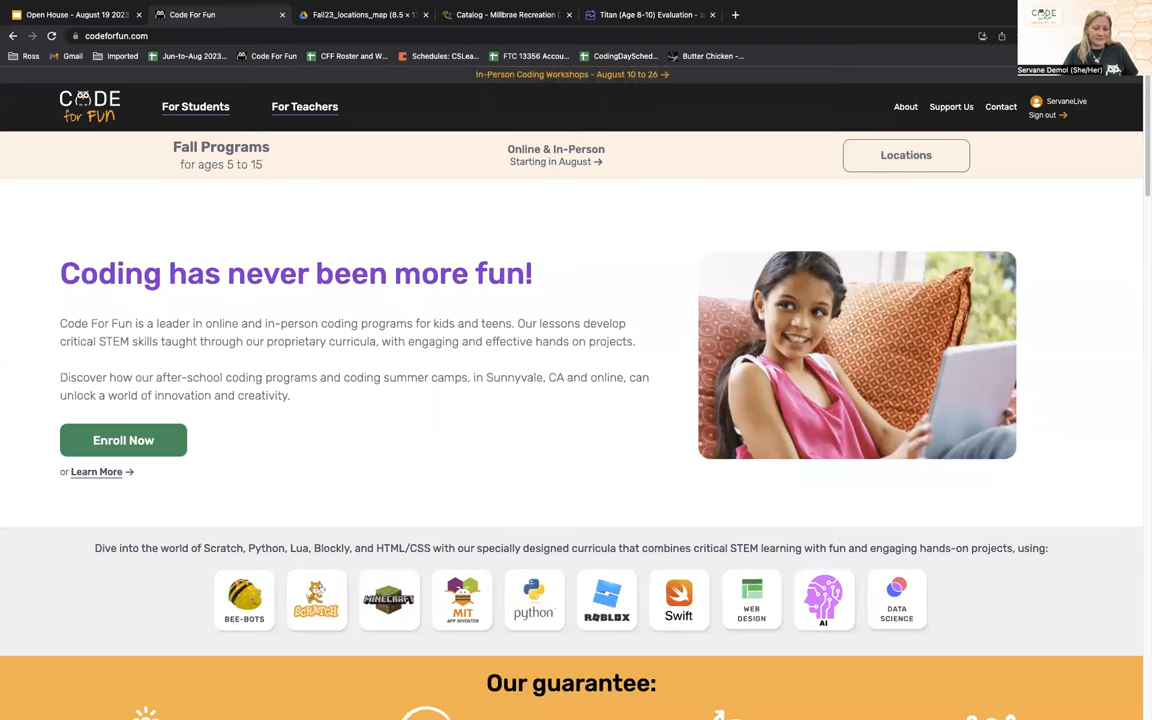 Open House - August 19 2023
Code For Fun
Fall23_locations_map (8.5 × 1
Catalog - Millbrae Recreation D
Titan (Age 8-10) Evaluation - 2
codeforfun.com
Ross
Gmail
Imported
Jun-to-Aug 2023...
Code For Fun
CFF Roster and W...
Schedules: CSLea...
FTC 13356 Accou...
CodingDaySched...
Butter Chicken -...
CODE
for FUN
Servane Demol (She/Her)
In-Person Coding Workshops - August 10 to 26 →
CODE
for FUN
For Students
For Teachers
About
Support Us
Contact
ServaneLive
Sign out →
Fall Programs
for ages 5 to 15
Online & In-Person
Starting in August →
Locations
Coding has never been more fun!
Code For Fun is a leader in online and in-person coding programs for kids and teens. Our lessons develop
critical STEM skills taught through our proprietary curricula, with engaging and effective hands on projects.
Discover how our after-school coding programs and coding summer camps, in Sunnyvale, CA and online, can
unlock a world of innovation and creativity.
Enroll Now
or Learn More →
Dive into the world of Scratch, Python, Lua, Blockly, and HTML/CSS with our specially designed curricula that combines critical STEM learning with fun and engaging hands-on projects, using:
BEE-BOTS
SCRATCH
MINECRAFT
MIT
APP INVENTOR
python
ROBLOX
Swift
WEB
DESIGN
AI
DATA
SCIENCE
Our guarantee: